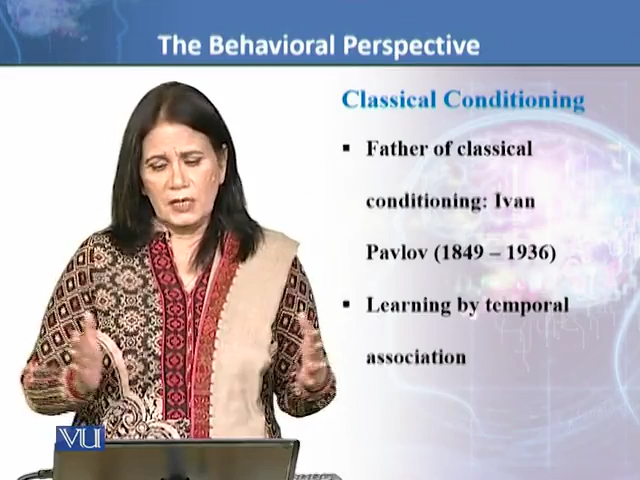 The Behavioral Perspective
Classical Conditioning
▪ Father of classical
conditioning: Ivan
Pavlov (1849 – 1936)
▪ Learning by temporal
association
VU